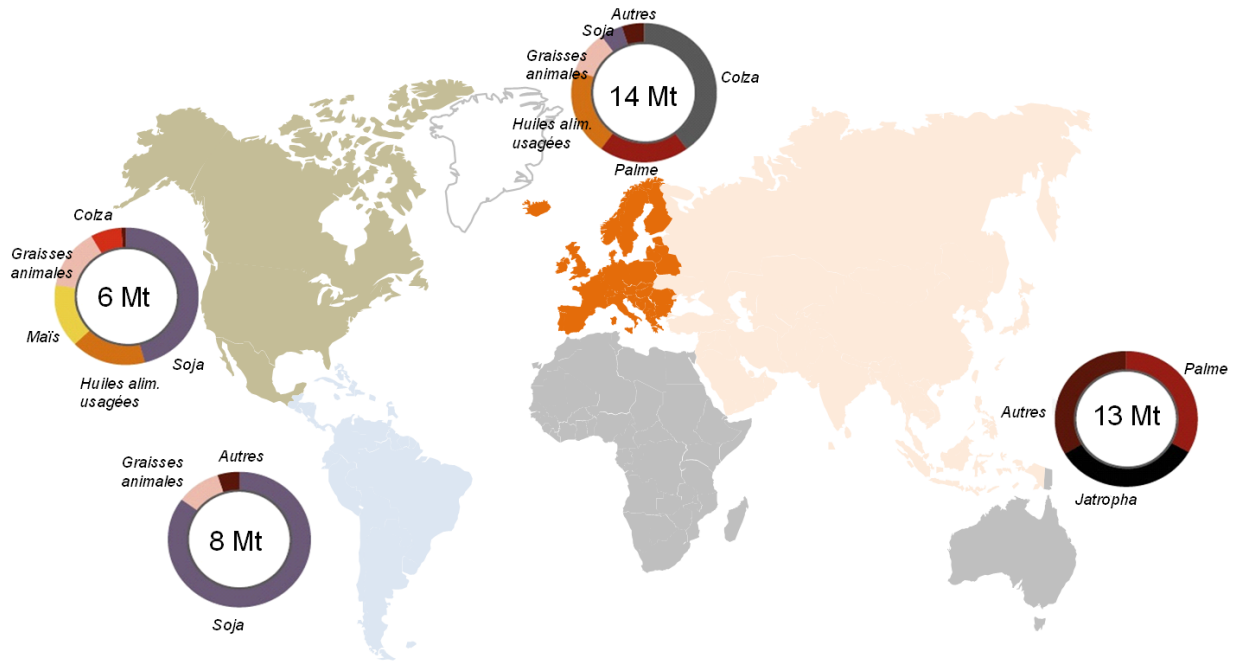 Autres
Soja
Graisses
animales
Colza
14 Mt
Huiles alim.
usagées
Palme
Colza
Graisses
animales
6 Mt
Maïs
Soja
Huiles alim.
usagées
Palme
Autres
13 Mt
Jatropha
Autres
Graisses
animales
8 Mt
Soja